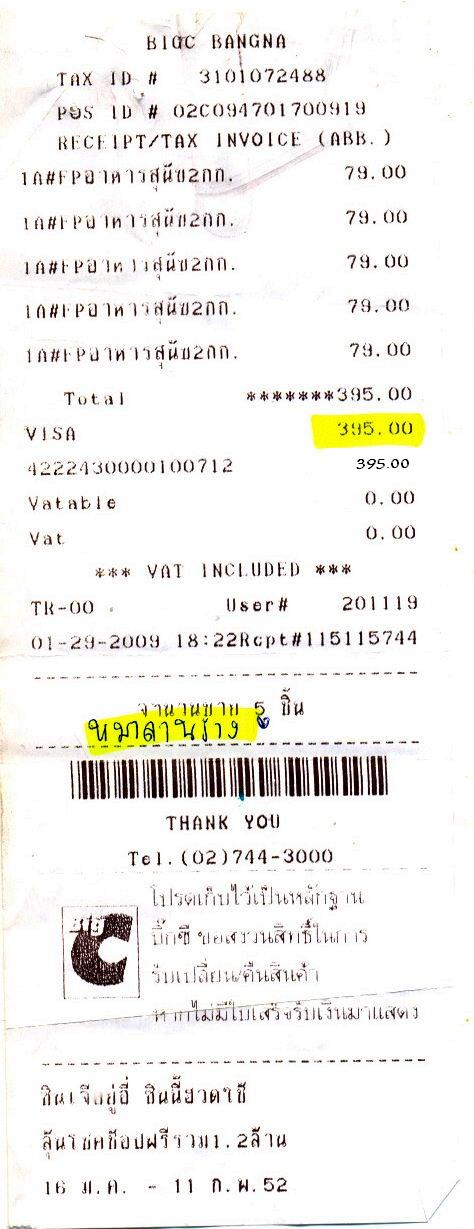 BIGC BANGNA
TAX ID # 3101072488
POS ID # 02C094701700919
RECEIPT/TAX INVOICE (ABB.)
1A#FPอาหารสุนัข2กก. 79.00
1A#FPอาหารสุนัข2กก. 79.00
1A#FPอาหารสุนัข2กก. 79.00
1A#FPอาหารสุนัข2กก. 79.00
1A#FPอาหารสุนัข2กก. 79.00
Total *******395.00
VISA 395.00
4222430000100712 395.00
Vatable 0.00
Vat 0.00
*** VAT INCLUDED ***
TR-00 User# 201119
01-29-2009 18:22Rcpt#115115744
จำนวนขาย 5 ชิ้น
หมาลานร้าง
THANK YOU
Tel.(02)744-3000
Big C
โปรดเก็บไว้เป็นหลักฐาน
บิ๊กซี ขอสงวนสิทธิ์ในการ
รับเปลี่ยน/คืนสินค้า
หากไม่มีใบเสร็จรับเงินมาแสดง
ซินเจียยู่อี่ ซินนี้ฮวดใช้
ลุ้นโชคช้อปฟรีรวม1.2ล้าน
16 ม.ค. - 11 ก.พ.52